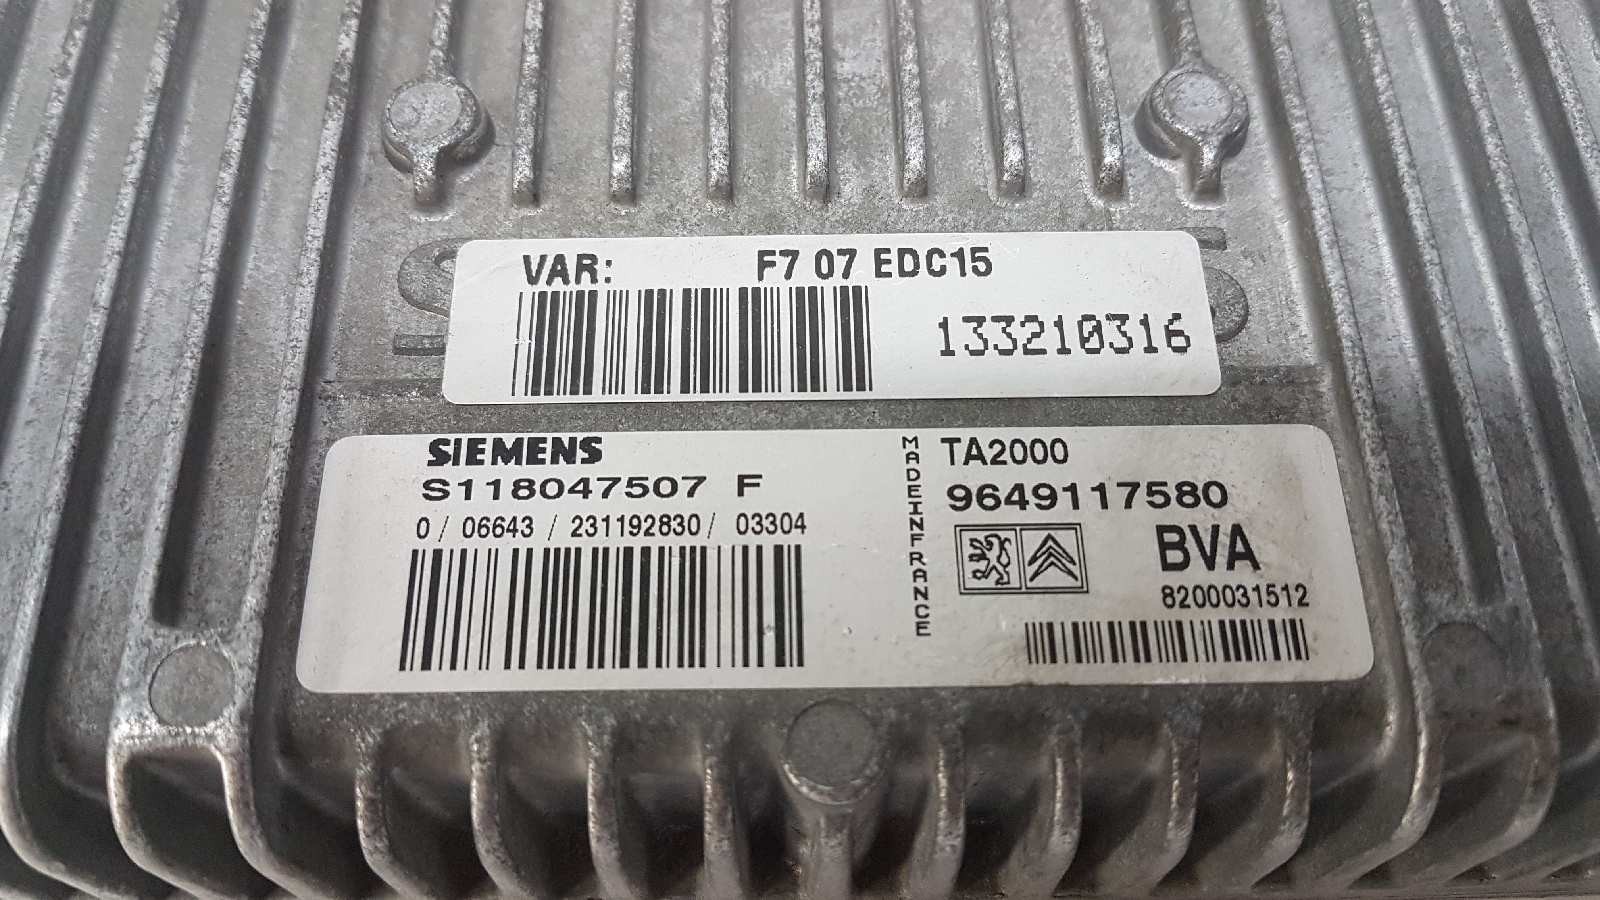 VAR: F7 07 EDC15
133210316
SIEMENS
S118047507 F
0/ 06643 / 231192830/ 03304
MADE IN FRANCE
TA2000
9649117580
BVA
8200031512